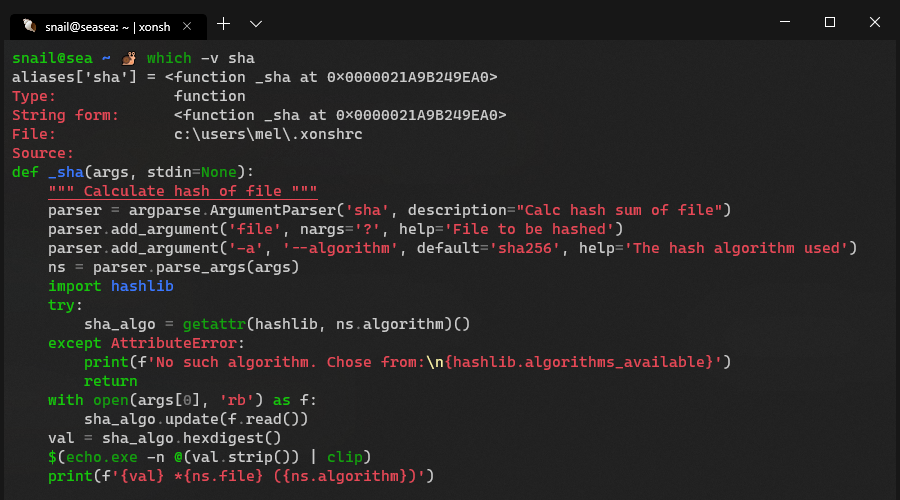 snail@seasea: ~ | xonsh
snail@sea ~ 🐌 which -v sha
aliases['sha'] = <function _sha at 0x0000021A9B249EA0>
Type:             function
String form:      <function _sha at 0x0000021A9B249EA0>
File:             c:\users\mel\.xonshrc
Source:
def _sha(args, stdin=None):
    """ Calculate hash of file """
    parser = argparse.ArgumentParser('sha', description="Calc hash sum of file")
    parser.add_argument('file', nargs='?', help='File to be hashed')
    parser.add_argument('-a', '--algorithm', default='sha256', help='The hash algorithm used')
    ns = parser.parse_args(args)
    import hashlib
    try:
        sha_algo = getattr(hashlib, ns.algorithm)()
    except AttributeError:
        print(f'No such algorithm. Chose from:\n{hashlib.algorithms_available}')
        return
    with open(args[0], 'rb') as f:
        sha_algo.update(f.read())
    val = sha_algo.hexdigest()
    $(echo.exe -n @(val.strip()) | clip)
    print(f'{val} *{ns.file} ({ns.algorithm})')